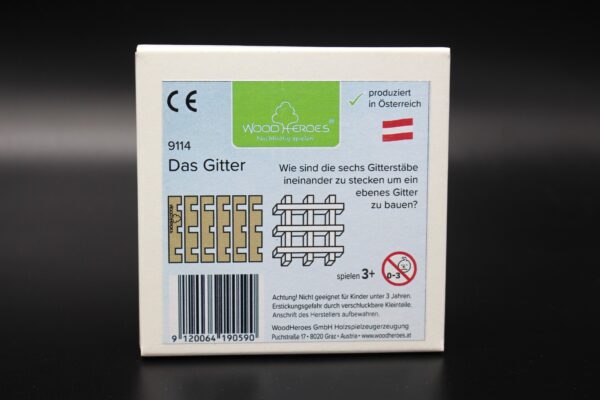 CE
WOODHEROES®
Nachhaltig spielen
produziert
in Österreich
9114
Das Gitter
Wie sind die sechs Gitterstäbe
ineinander zu stecken um ein
ebenes Gitter
zu bauen?
WOODHEROES
spielen 3+
0-3
Achtung! Nicht geeignet für Kinder unter 3 Jahren.
Erstickungsgefahr durch verschluckbare Kleinteile.
Anschrift des Herstellers aufbewahren.
WoodHeroes GmbH Holzspielzeugerzeugung
Puchstraße 17 • 8020 Graz • Austria • www.woodheroes.at
9 120064 190590